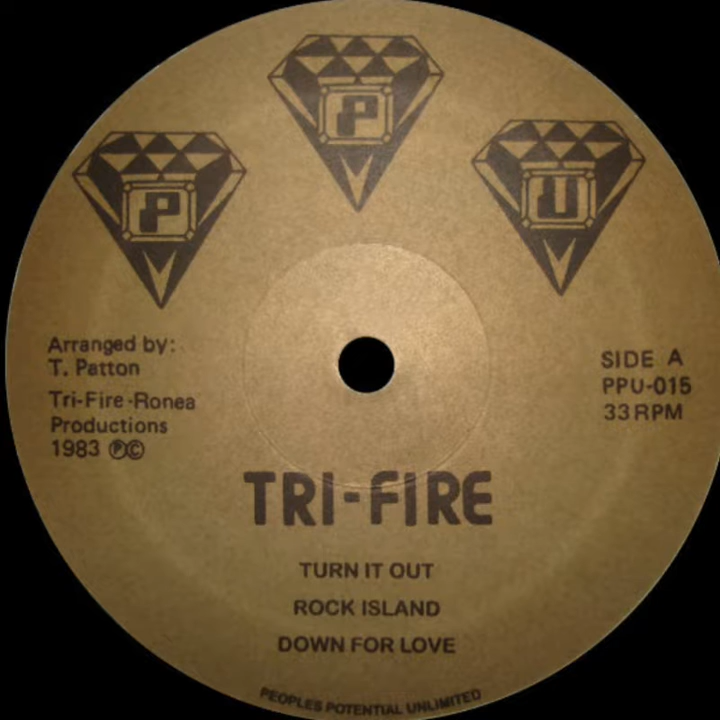 P P U
Arranged by:
T. Patton
Tri-Fire-Ronea
Productions
1983 ℗©
SIDE A
PPU-015
33 RPM
TRI-FIRE
TURN IT OUT
ROCK ISLAND
DOWN FOR LOVE
PEOPLES POTENTIAL UNLIMITED